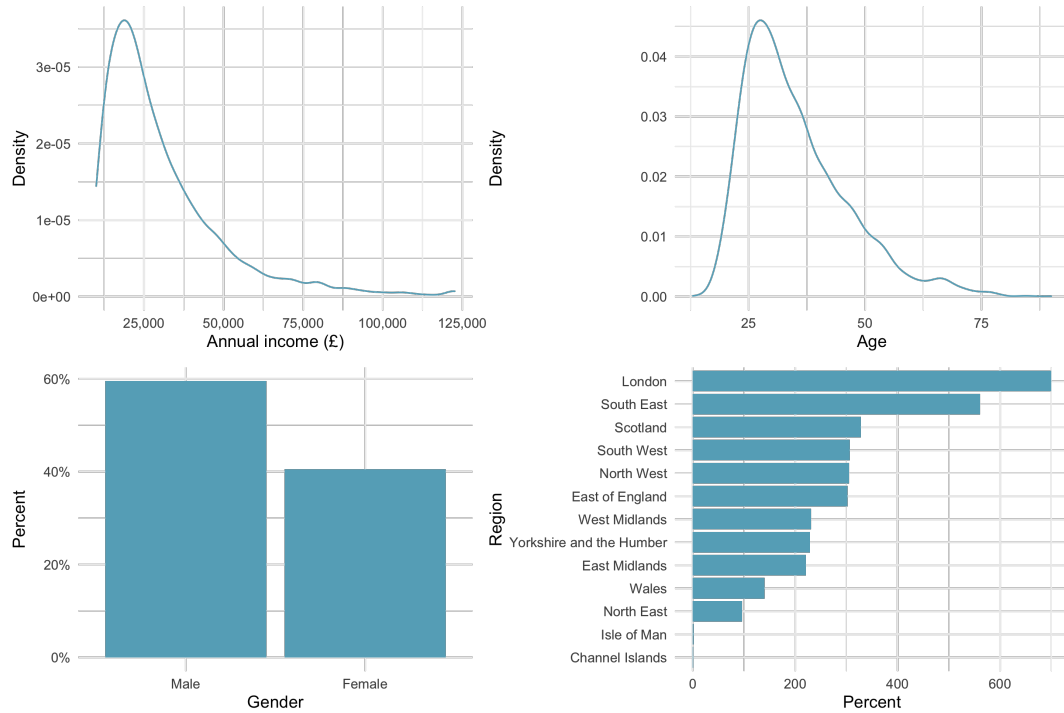 Density
3e-05
2e-05
1e-05
0e+00
25,000
50,000
75,000
100,000
125,000
Annual income (£)
Density
0.04
0.03
0.02
0.01
0.00
25
50
75
Age
Percent
60%
40%
20%
0%
Male
Female
Gender
Region
London
South East
Scotland
South West
North West
East of England
West Midlands
Yorkshire and the Humber
East Midlands
Wales
North East
Isle of Man
Channel Islands
0
200
400
600
Percent